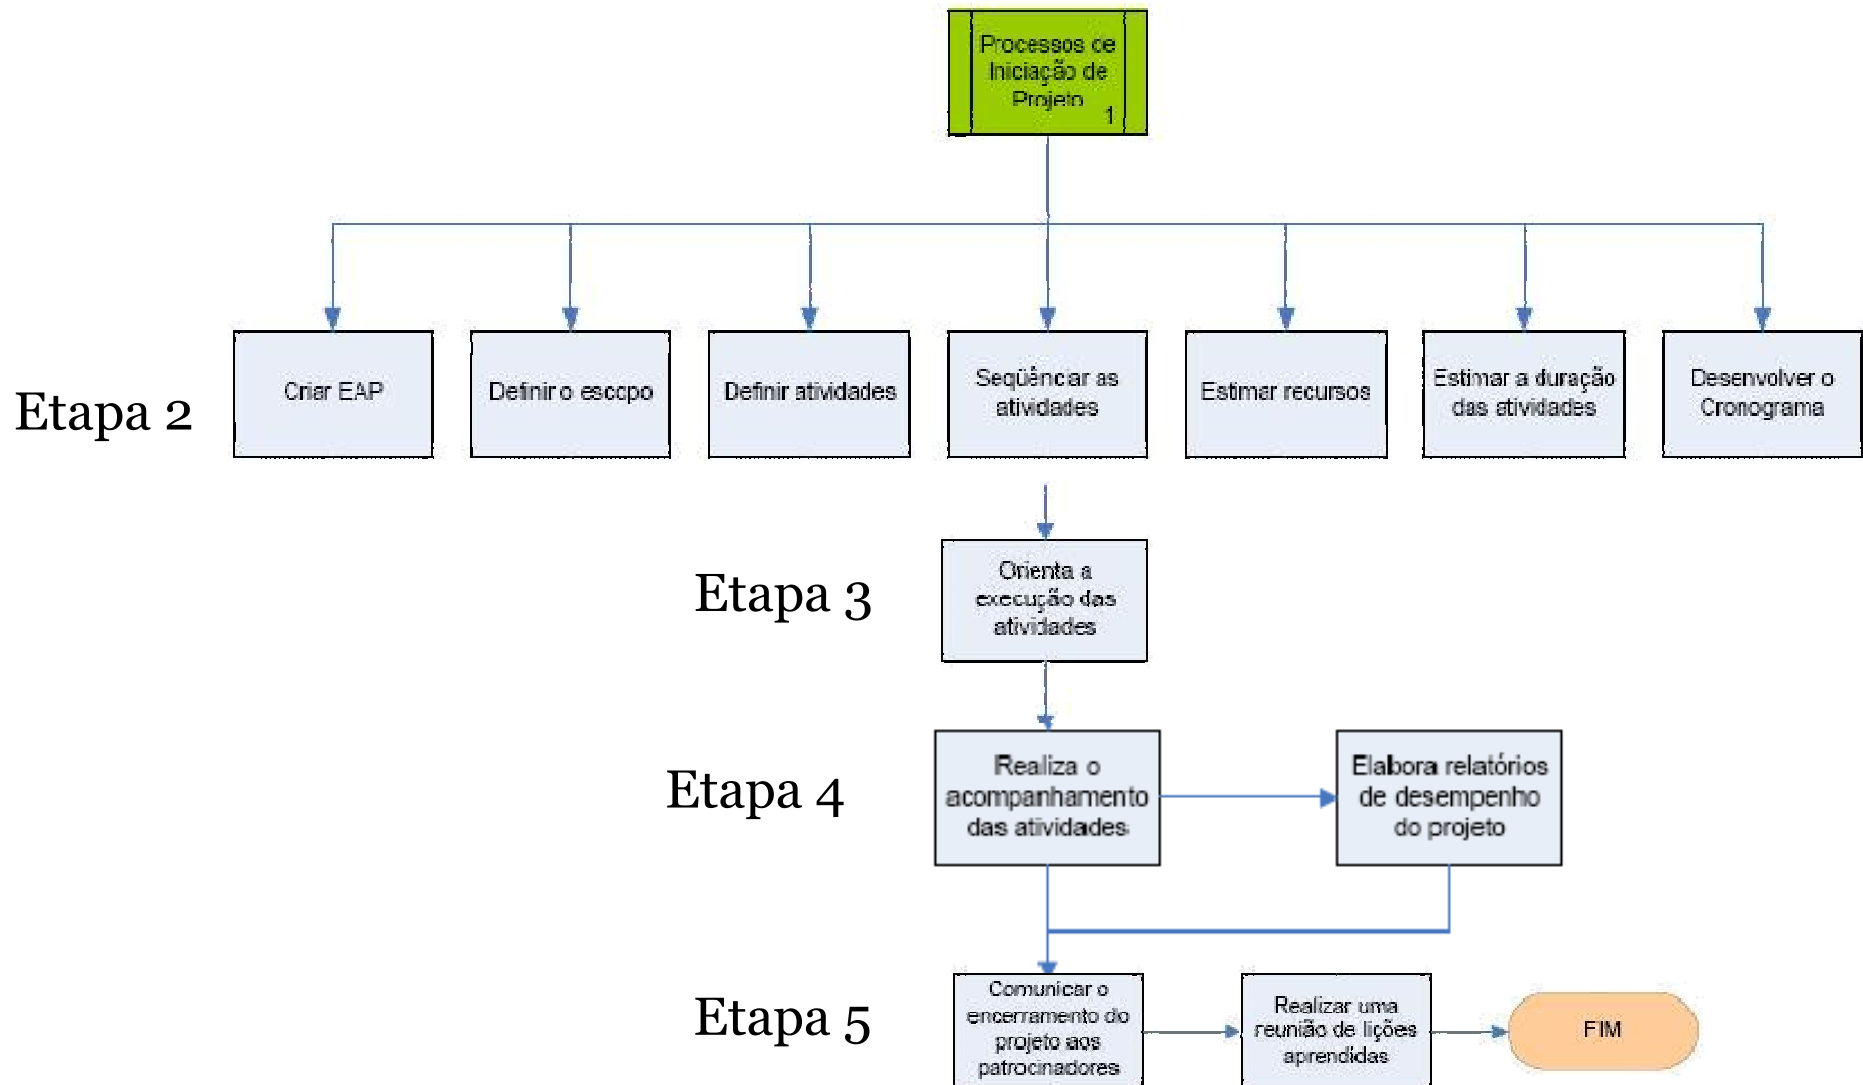 Processos de
Iniciação de
Projeto
1
Etapa 2
Criar EAP
Definir o esccpo
Definir atividades
Seqüênciar as
atividades
Estimar recursos
Estimar a duração
das atividades
Desenvolver o
Cronograma
Etapa 3
Orienta a
execução das
atividades
Etapa 4
Realiza o
acompanhamento
das atividades
Elabora relatórios
de desempenho
do projeto
Etapa 5
Comunicar o
encerramento do
projeto aos
patrocinadores
Realizar uma
reunião de lições
aprendidas
FIM